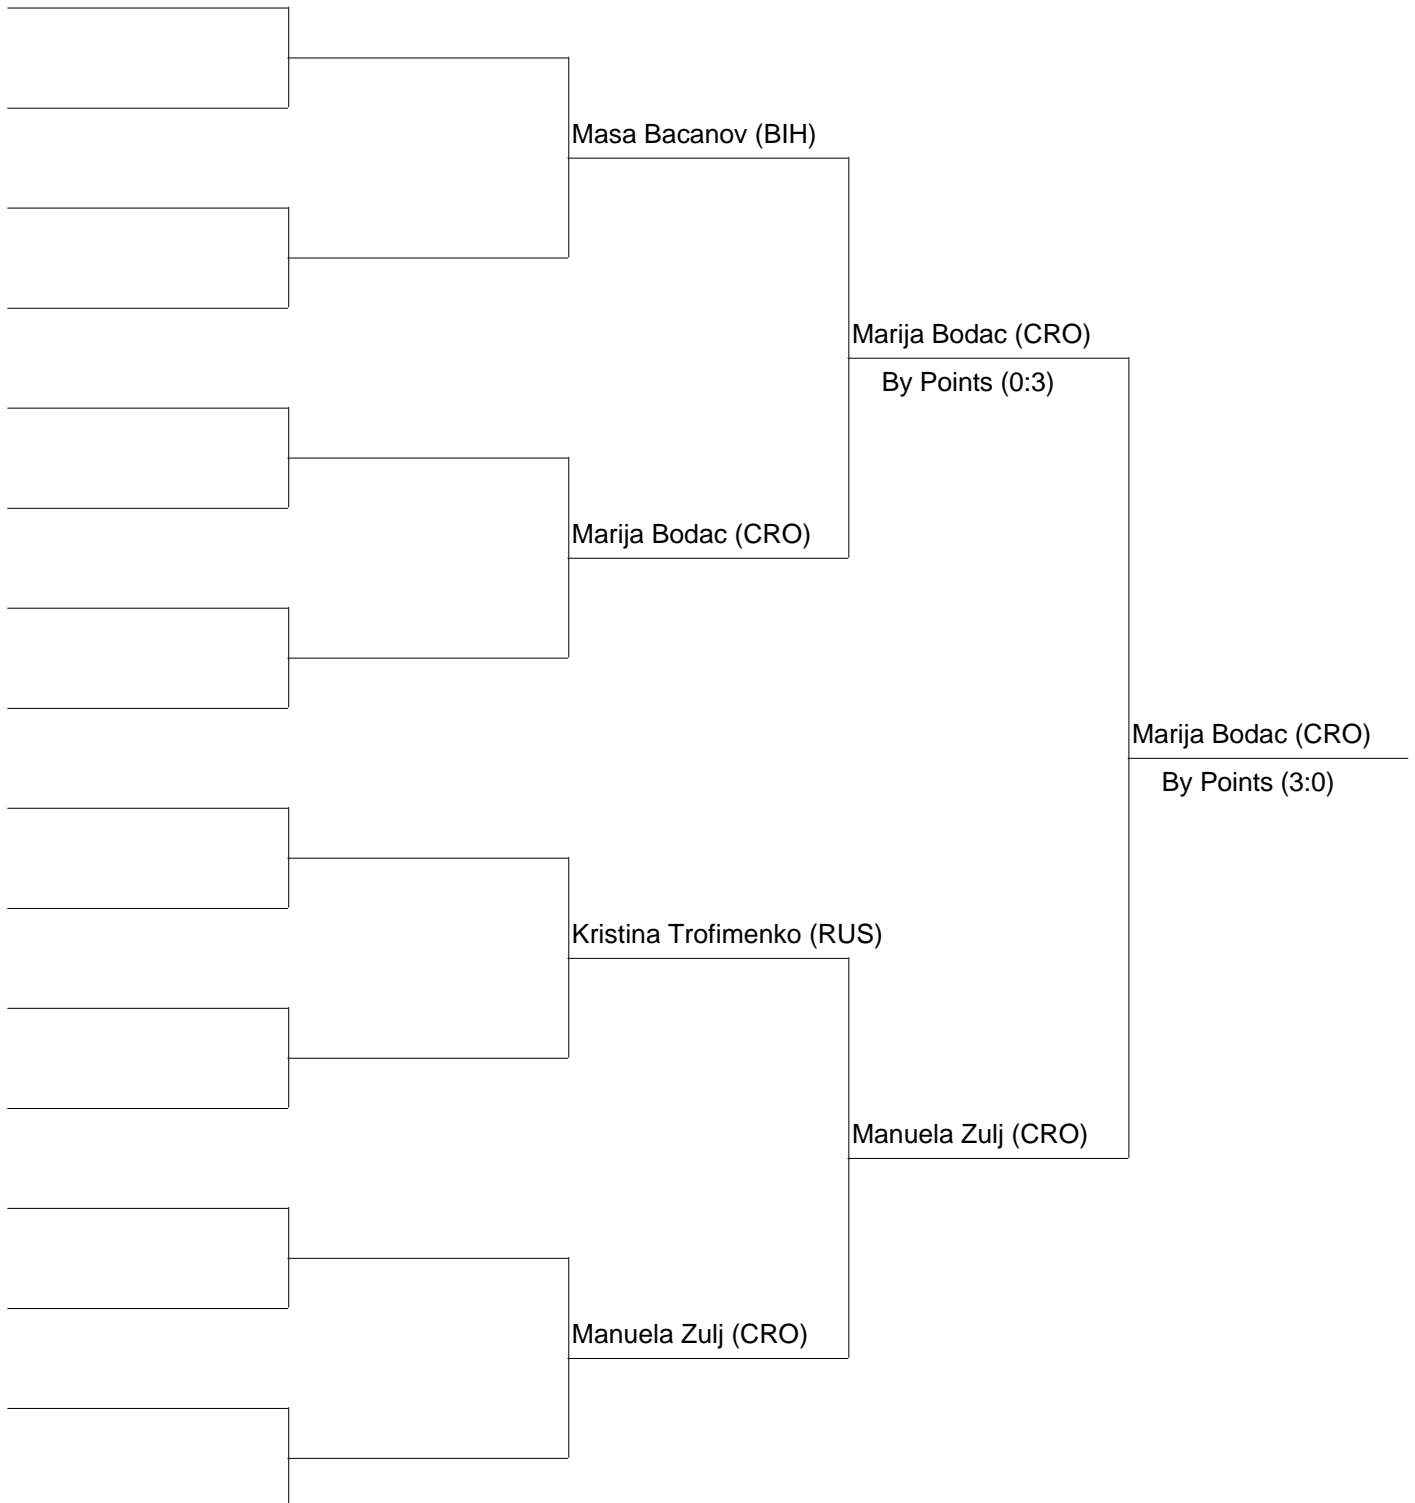 Masa Bacanov (BIH)
Marija Bodac (CRO)
By Points (0:3)
Marija Bodac (CRO)
Marija Bodac (CRO)
By Points (3:0)
Kristina Trofimenko (RUS)
Manuela Zulj (CRO)
Manuela Zulj (CRO)